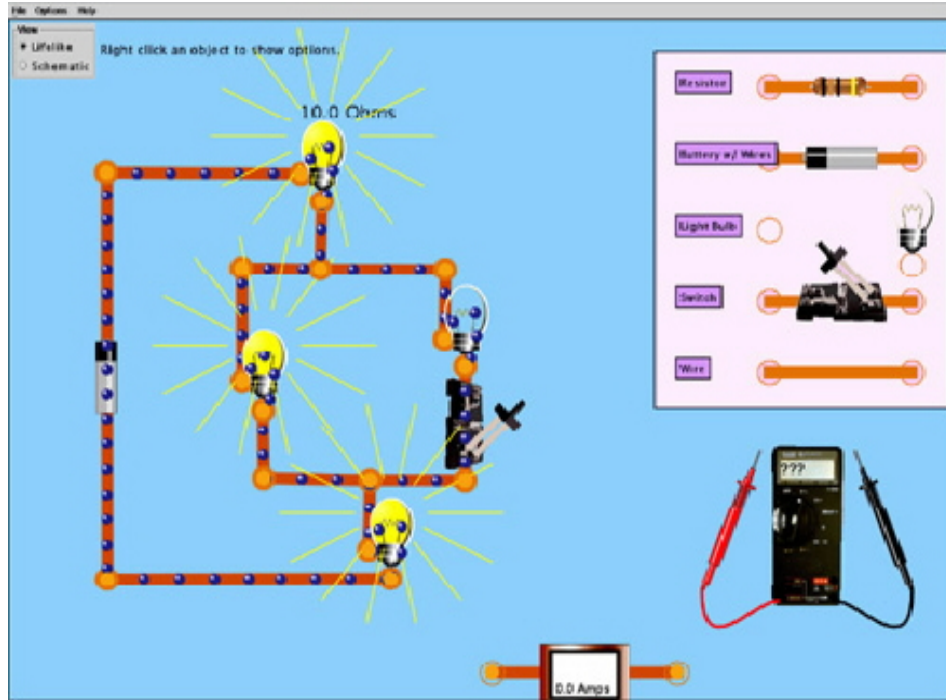 File Options Help
View
Lifelike
Schematic
Right click an object to show options.
10.0 Ohms
Resistor
Battery w/ Wires
Light Bulb
Switch
Wire
???
0.0 Amps